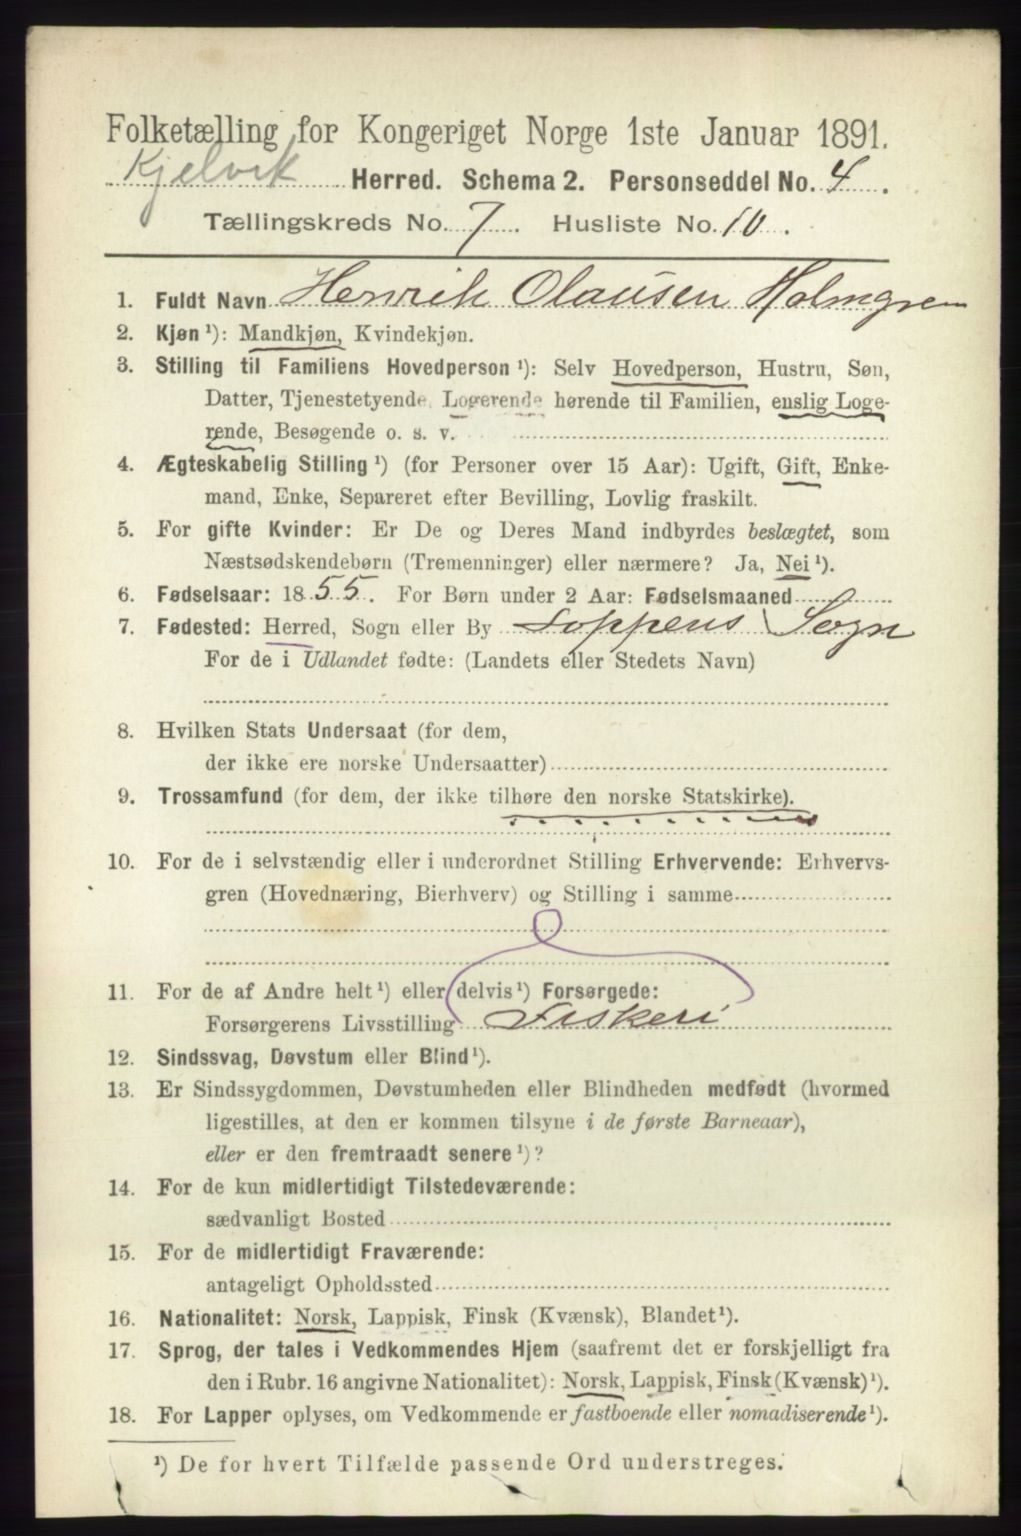 Folketælling for Kongeriget Norge 1ste Januar 1891.
Kjelvik Herred. Schema 2. Personseddel No. 4.
Tællingskreds No. 7. Husliste No. 10.
1. Fuldt Navn Henrik Olausen Holmgren
2. Kjøn ¹): Mandkjøn, Kvindekjøn.
3. Stilling til Familiens Hovedperson ¹): Selv Hovedperson, Hustru, Søn,
Datter, Tjenestetyende, Logerende hørende til Familien, enslig Loge-
rende, Besøgende o. s. v.
4. Ægteskabelig Stilling ¹) (for Personer over 15 Aar): Ugift, Gift, Enke-
mand, Enke, Separeret efter Bevilling, Lovlig fraskilt.
5. For gifte Kvinder: Er De og Deres Mand indbyrdes beslægtet, som
Næstsødskendebørn (Tremenninger) eller nærmere? Ja, Nei ¹).
6. Fødselsaar: 1855. For Børn under 2 Aar: Fødselsmaaned
7. Fødested: Herred, Sogn eller By Loppens Sogn
For de i Udlandet fødte: (Landets eller Stedets Navn)
8. Hvilken Stats Undersaat (for dem,
der ikke ere norske Undersaatter)
9. Trossamfund (for dem, der ikke tilhøre den norske Statskirke).
10. For de i selvstændig eller i underordnet Stilling Erhvervende: Erhvervs-
gren (Hovednæring, Bierhverv) og Stilling i samme
11. For de af Andre helt ¹) eller delvis ¹) Forsørgede:
Forsørgerens Livsstilling Fiskeri
12. Sindssvag, Døvstum eller Blind ¹).
13. Er Sindssygdommen, Døvstumheden eller Blindheden medfødt (hvormed
ligestilles, at den er kommen tilsyne i de første Barneaar),
eller er den fremtraadt senere ¹)?
14. For de kun midlertidigt Tilstedeværende:
sædvanligt Bosted
15. For de midlertidigt Fraværende:
antageligt Opholdssted
16. Nationalitet: Norsk, Lappisk, Finsk (Kvænsk), Blandet ¹).
17. Sprog, der tales i Vedkommendes Hjem (saafremt det er forskjelligt fra
den i Rubr. 16 angivne Nationalitet): Norsk, Lappisk, Finsk (Kvænsk) ¹).
18. For Lapper oplyses, om Vedkommende er fastboende eller nomadiserende ¹).
¹) De for hvert Tilfælde passende Ord understreges.